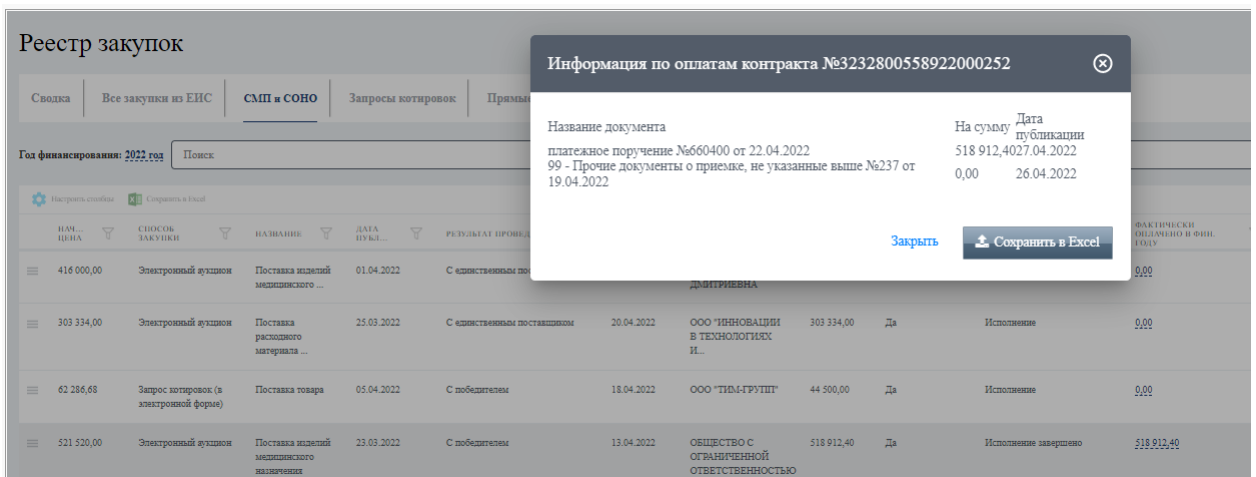 Реестр закупок
Информация по оплатам контракта №3232800558922000252
Сводка Все закупки из ЕИС СМП и СОНО Запросы котировок Прямые
Год финансирования: 2022 год Поиск
Название документа На сумму Дата публикации
платежное поручение №660400 от 22.04.2022 518 912,40 27.04.2022
99 - Прочие документы о приемке, не указанные выше №237 от
19.04.2022 0,00 26.04.2022
Закрыть Сохранить в Excel
Настроить столбцы Сохранить в Excel
НАЧ... ЦЕНА СПОСОБ ЗАКУПКИ НАЗВАНИЕ ДАТА ПУБЛ... РЕЗУЛЬТАТ ПРОВЕД ФАКТИЧЕСКИ ОПЛАЧЕНО В ФИН. ГОДУ
416 000,00 Электронный аукцион Поставка изделий 01.04.2022 С единственным пос 0,00
медицинского ... ДМИТРИЕВНА
303 334,00 Электронный аукцион Поставка 25.03.2022 С единственным поставщиком 20.04.2022 ООО "ИННОВАЦИИ 303 334,00 Да Исполнение 0,00
расходного В ТЕХНОЛОГИЯХ
материала ... И...
62 286,68 Запрос котировок (в Поставка товара 05.04.2022 С победителем 18.04.2022 ООО "ТИМ-ГРУПП" 44 500,00 Да Исполнение 0,00
электронной форме)
521 520,00 Электронный аукцион Поставка изделий 23.03.2022 С победителем 13.04.2022 ОБЩЕСТВО С 518 912,40 Да Исполнение завершено 518 912,40
медицинского ОГРАНИЧЕННОЙ
назначения ОТВЕТСТВЕННОСТЬЮ